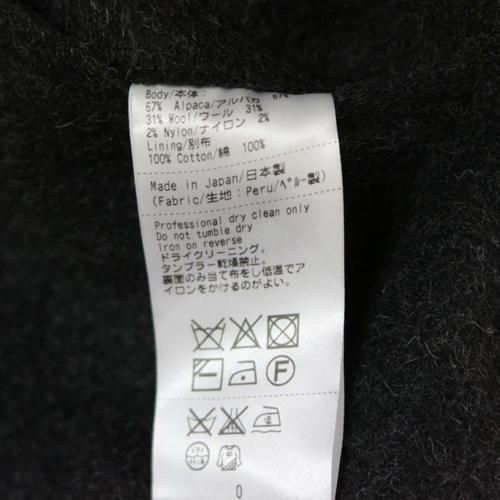 Body/本体:
67% Alpaca/アルパカ 67%
31% Wool/ウール 31%
2% Nylon/ナイロン 2%
Lining/別布
100% Cotton/綿 100%
Made in Japan/日本製
(Fabric/生地：Peru/ペルー製)
Professional dry clean only
Do not tumble dry
Iron on reverse
ドライクリーニング。
タンブラー乾燥禁止。
裏面のみ当て布をし低温でア
イロンをかけるのがよい。
F
ドライ
0